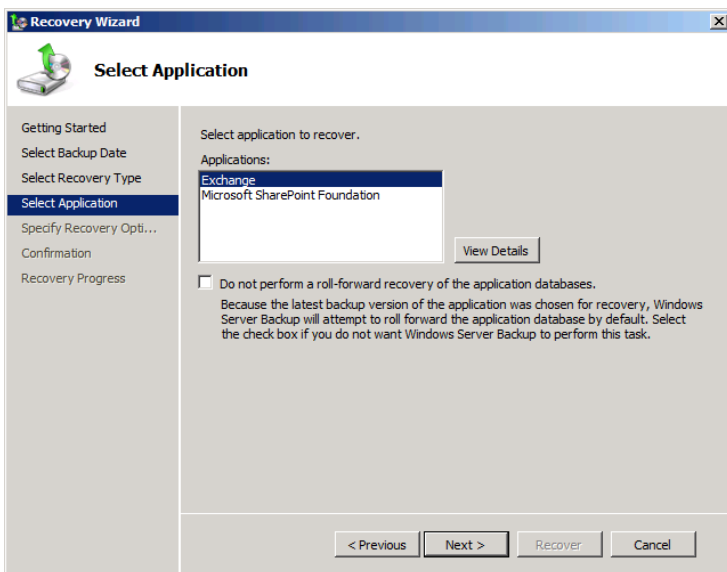 Recovery Wizard
Select Application
Getting Started
Select Backup Date
Select Recovery Type
Select Application
Specify Recovery Opti...
Confirmation
Recovery Progress
Select application to recover.
Applications:
Exchange
Microsoft SharePoint Foundation
View Details
Do not perform a roll-forward recovery of the application databases.
Because the latest backup version of the application was chosen for recovery, Windows
Server Backup will attempt to roll forward the application database by default. Select
the check box if you do not want Windows Server Backup to perform this task.
< Previous
Next >
Recover
Cancel